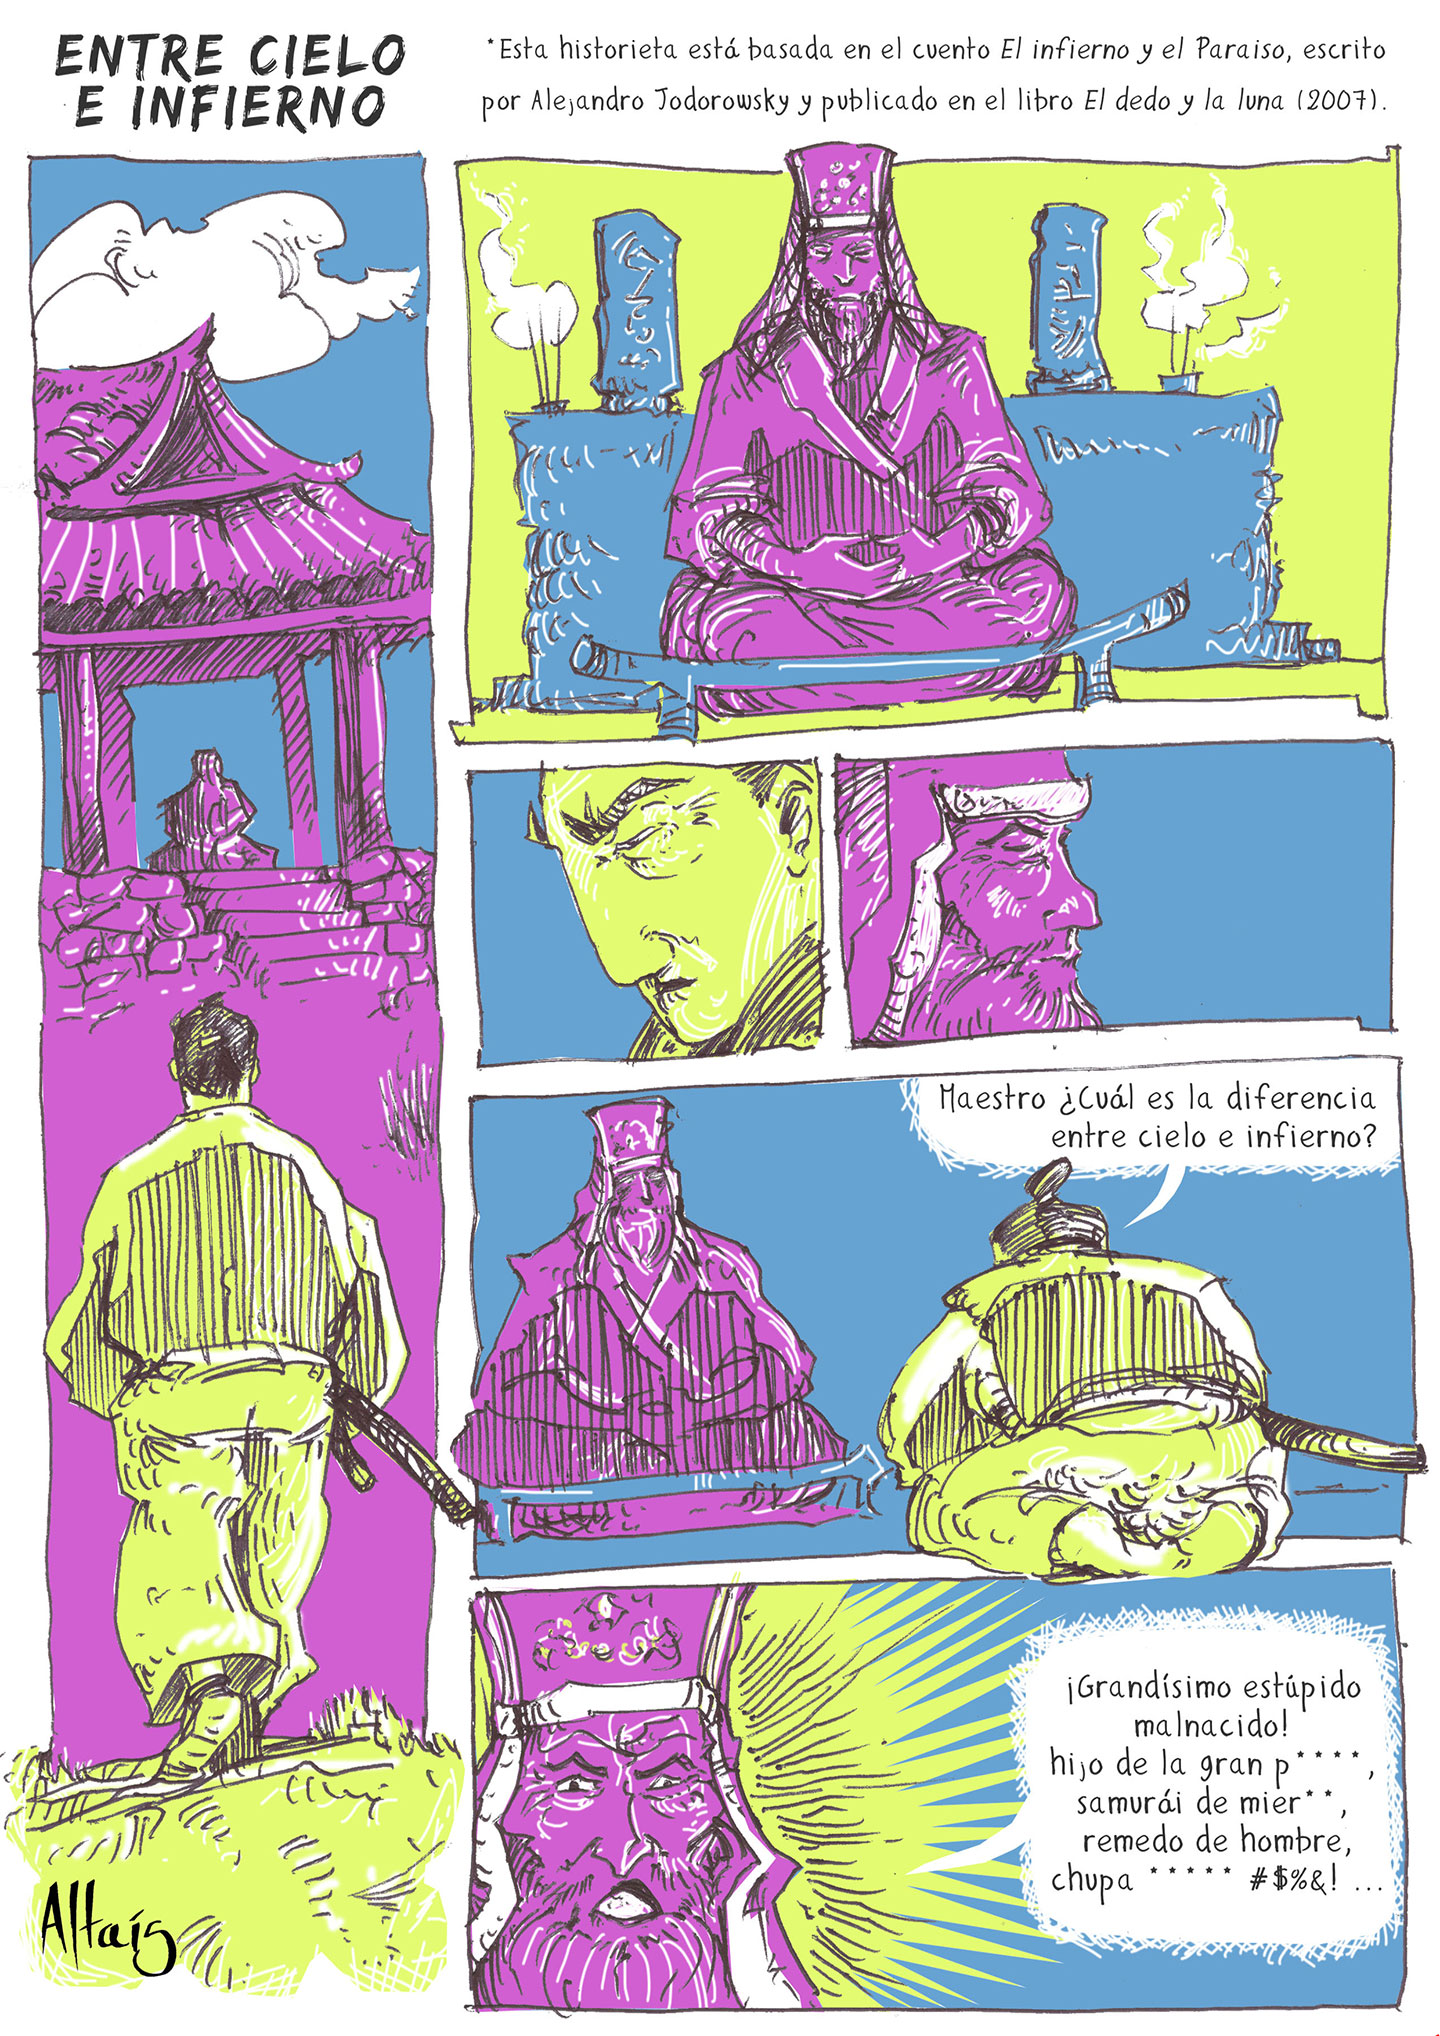 ENTRE CIELO
E INFIERNO
*Esta historieta está basada en el cuento El infierno y el Paraiso, escrito
por Alejandro Jodorowsky y publicado en el libro El dedo y la luna (2007).
Maestro ¿Cuál es la diferencia
entre cielo e infierno?
¡Grandísimo estúpido
malnacido!
hijo de la gran p****,
samurái de mier**,
remedo de hombre,
chupa ***** #$%&! ...
Altais